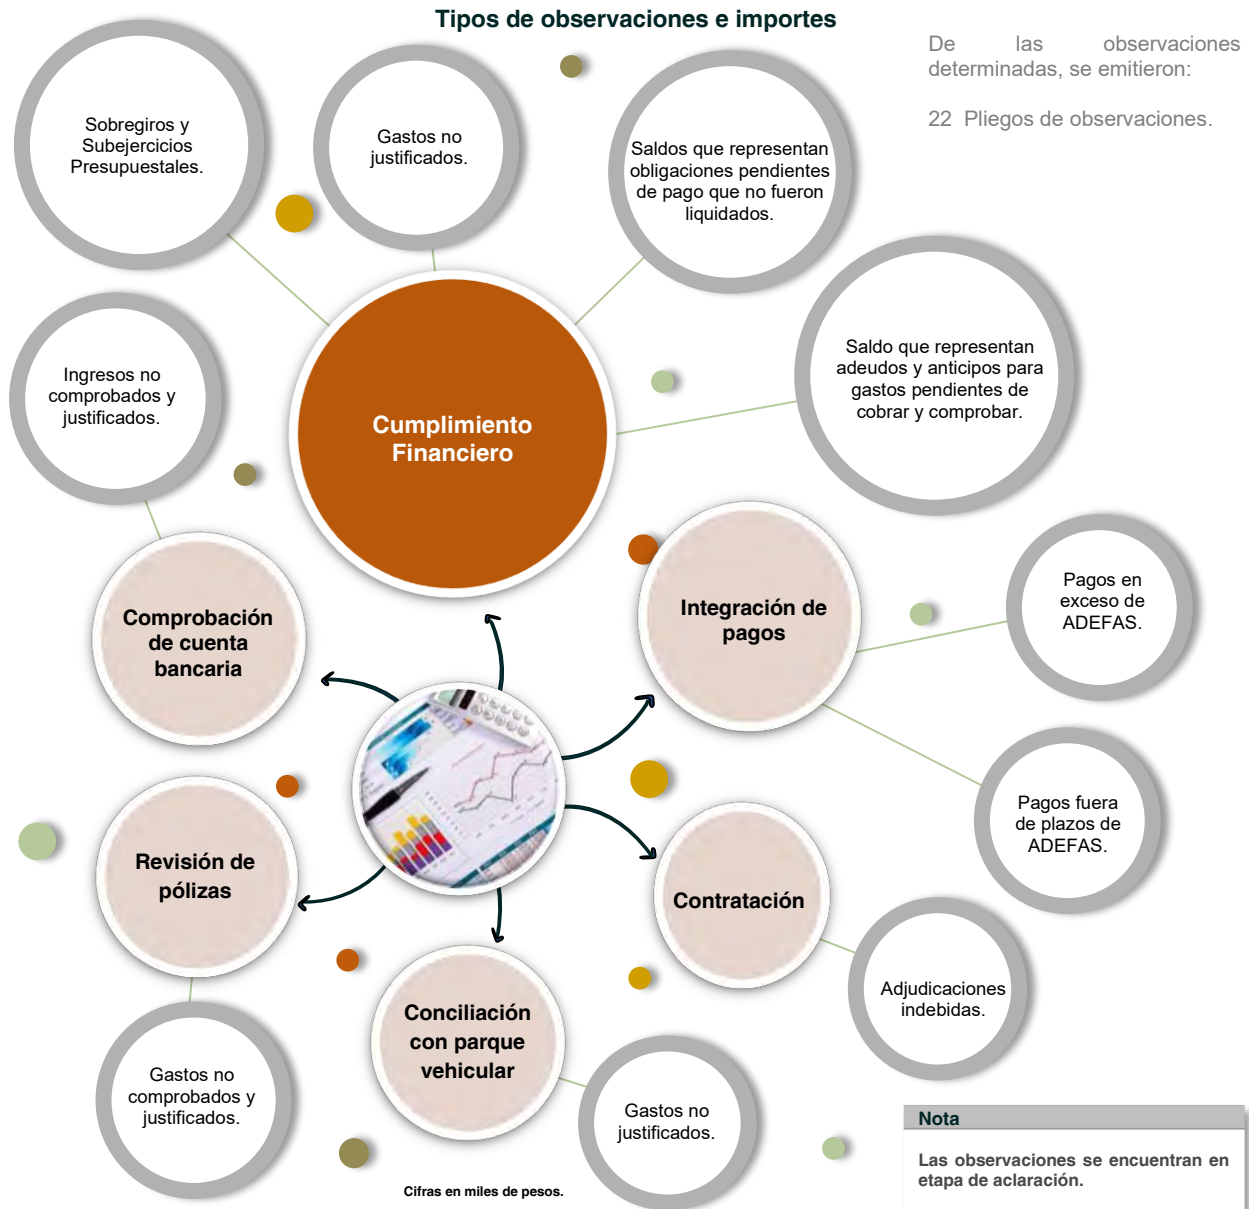 Tipos de observaciones e importes
De las observaciones
determinadas, se emitieron:
22 Pliegos de observaciones.
Sobregiros y
Subejercicios
Presupuestales.
Gastos no
justificados.
Saldos que representan
obligaciones pendientes
de pago que no fueron
liquidados.
Saldo que representan
adeudos y anticipos para
gastos pendientes de
cobrar y comprobar.
Ingresos no
comprobados y
justificados.
Cumplimiento
Financiero
Comprobación
de cuenta
bancaria
Integración de
pagos
Pagos en
exceso de
ADEFAS.
Pagos fuera
de plazos de
ADEFAS.
Revisión de
pólizas
Contratación
Adjudicaciones
indebidas.
Conciliación
con parque
vehicular
Gastos no
comprobados y
justificados.
Gastos no
justificados.
Cifras en miles de pesos.
Nota
Las observaciones se encuentran en
etapa de aclaración.